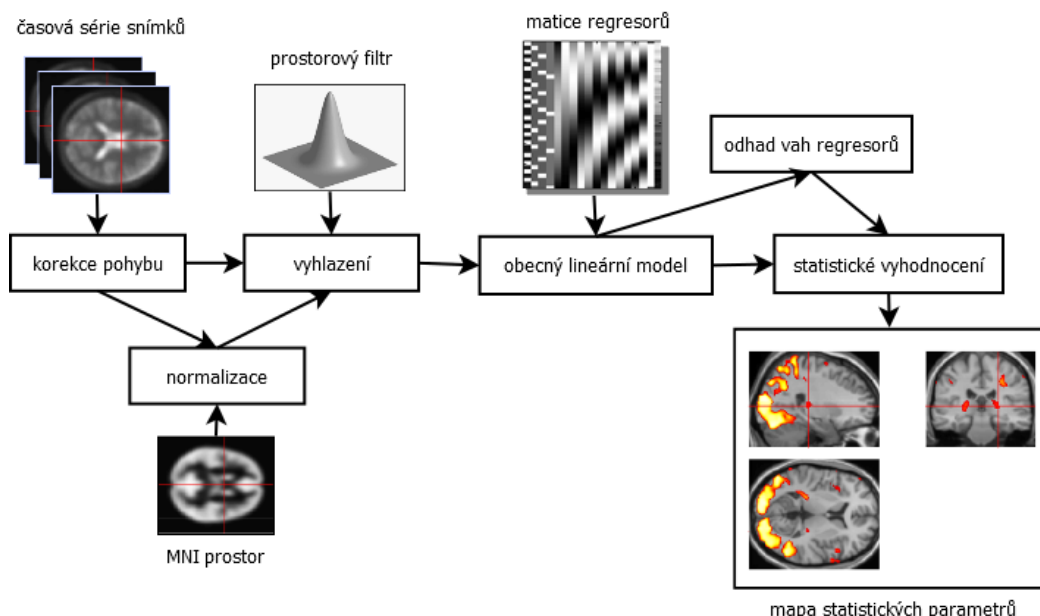 časová série snímků
prostorový filtr
matice regresorů
odhad vah regresorů
korekce pohybu
vyhlazení
obecný lineární model
statistické vyhodnocení
normalizace
MNI prostor
mapa statistických parametrů